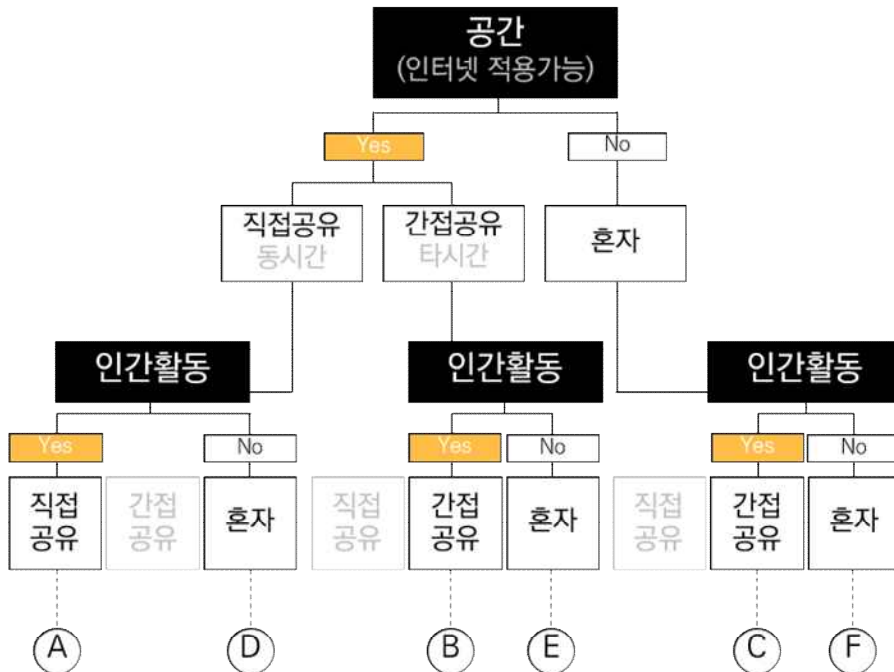 공간
(인터넷 적용가능)
Yes
No
직접공유
동시간
간접공유
타시간
혼자
인간활동
인간활동
인간활동
Yes
No
Yes
No
Yes
No
직접
공유
간접
공유
혼자
직접
공유
간접
공유
혼자
직접
공유
간접
공유
혼자
A
D
B
E
C
F